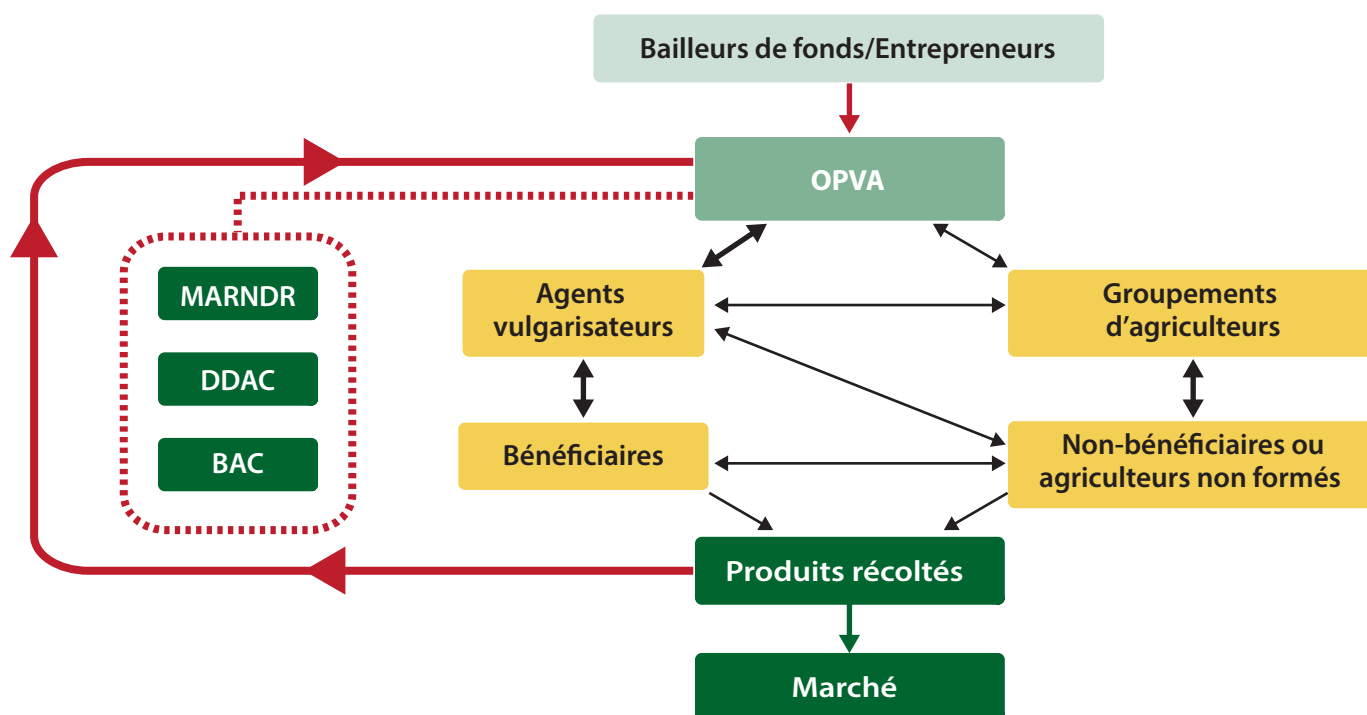 Bailleurs de fonds/Entrepreneurs
OPVA
MARNDR
DDAC
BAC
Agents
vulgarisateurs
Groupements
d’agriculteurs
Bénéficiaires
Non-bénéficiaires ou
agriculteurs non formés
Produits récoltés
Marché